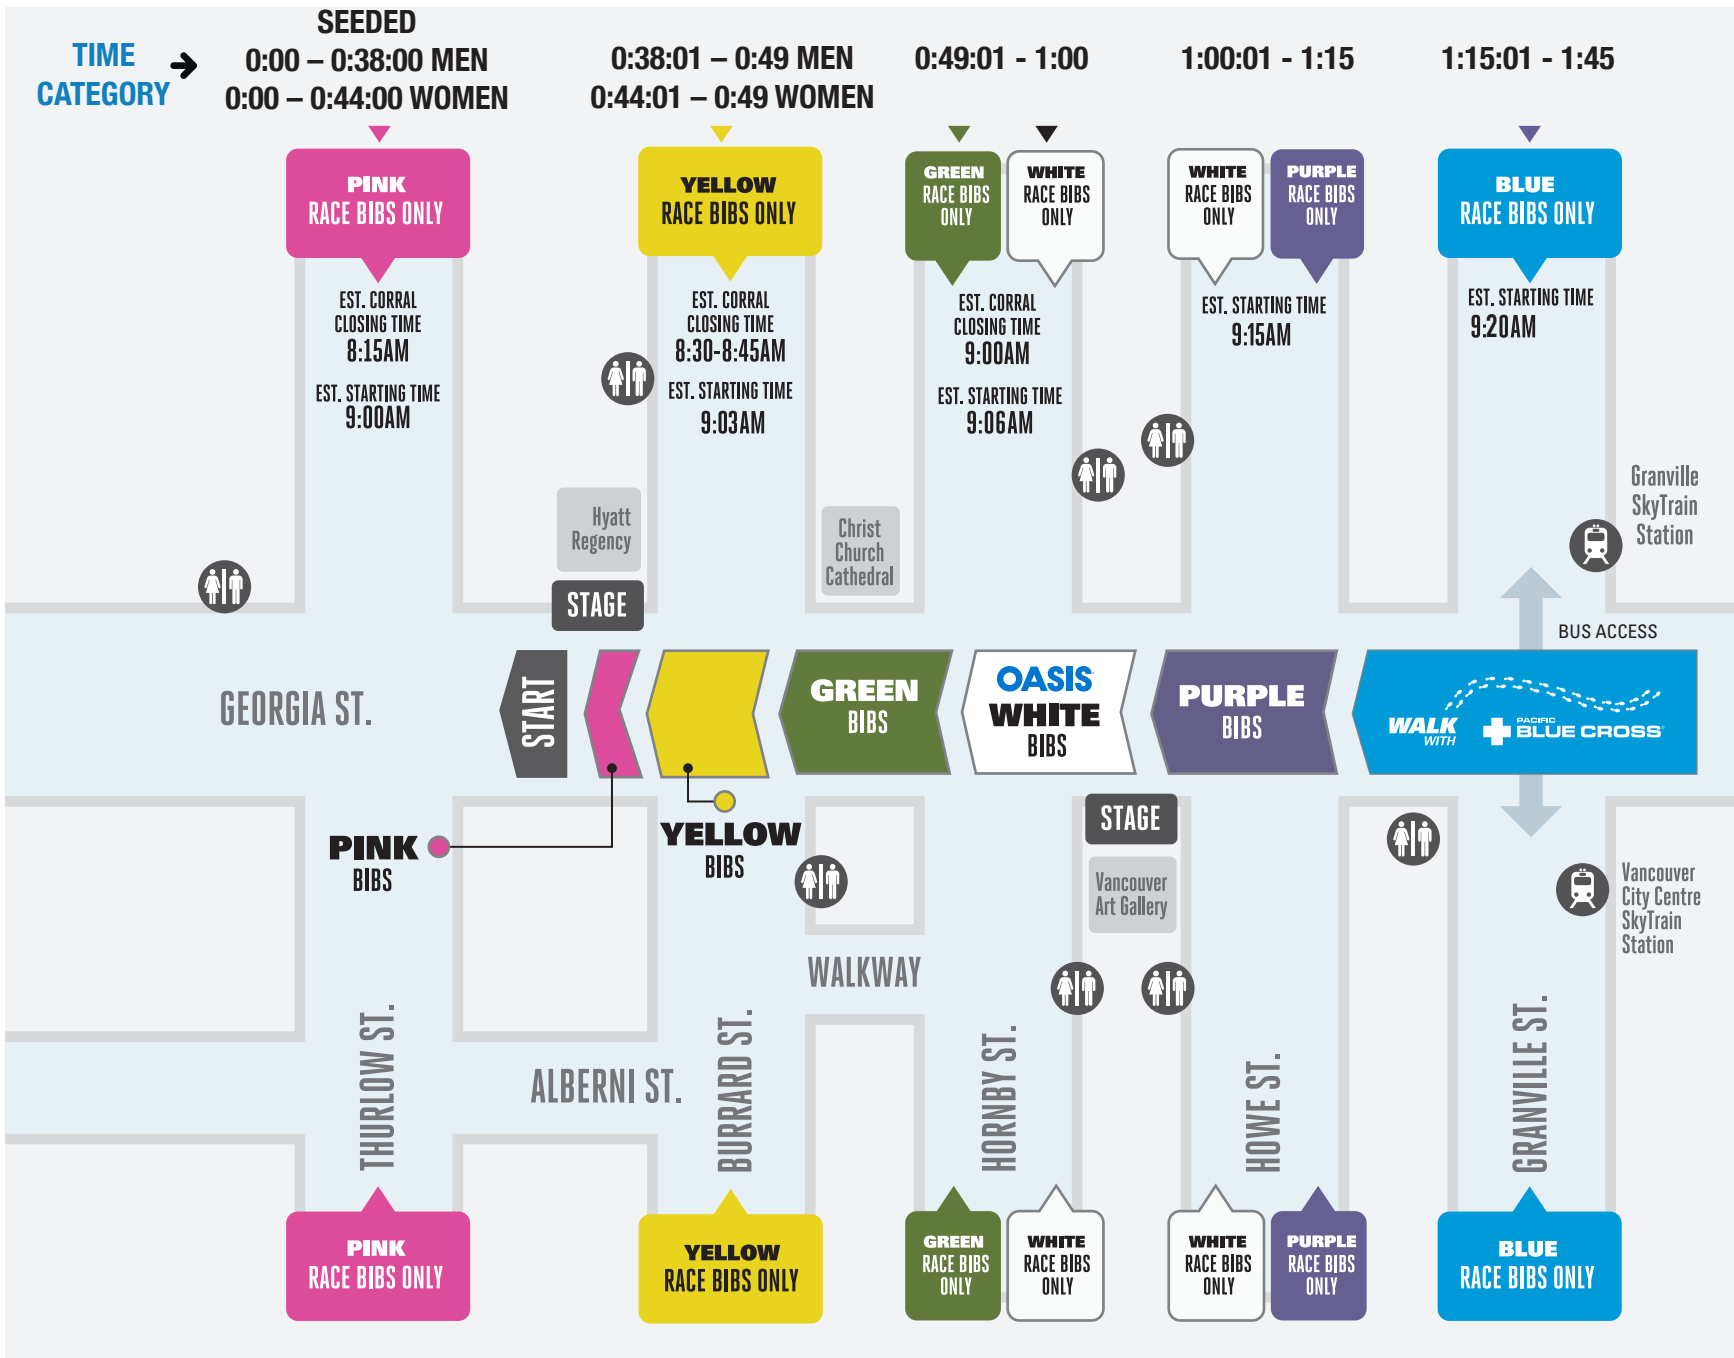 TIME
CATEGORY
SEEDED
0:00 – 0:38:00 MEN
0:00 – 0:44:00 WOMEN
0:38:01 – 0:49 MEN
0:44:01 – 0:49 WOMEN
0:49:01 - 1:00
1:00:01 - 1:15
1:15:01 - 1:45
PINK
RACE BIBS ONLY
YELLOW
RACE BIBS ONLY
GREEN
RACE BIBS
ONLY
WHITE
RACE BIBS
ONLY
WHITE
RACE BIBS
ONLY
PURPLE
RACE BIBS
ONLY
BLUE
RACE BIBS ONLY
EST. CORRAL
CLOSING TIME
8:15AM
EST. STARTING TIME
9:00AM
EST. CORRAL
CLOSING TIME
8:30-8:45AM
EST. STARTING TIME
9:03AM
EST. CORRAL
CLOSING TIME
9:00AM
EST. STARTING TIME
9:06AM
EST. STARTING TIME
9:15AM
EST. STARTING TIME
9:20AM
Hyatt
Regency
STAGE
Christ
Church
Cathedral
Granville
SkyTrain
Station
BUS ACCESS
GEORGIA ST.
START
GREEN
BIBS
OASIS
WHITE
BIBS
PURPLE
BIBS
WALK
WITH
PACIFIC
BLUE CROSS®
PINK
BIBS
YELLOW
BIBS
STAGE
Vancouver
Art Gallery
Vancouver
City Centre
SkyTrain
Station
WALKWAY
ALBERNI ST.
THURLOW ST.
BURRARD ST.
HORNBY ST.
HOWE ST.
GRANVILLE ST.
PINK
RACE BIBS ONLY
YELLOW
RACE BIBS ONLY
GREEN
RACE BIBS
ONLY
WHITE
RACE BIBS
ONLY
WHITE
RACE BIBS
ONLY
PURPLE
RACE BIBS
ONLY
BLUE
RACE BIBS ONLY